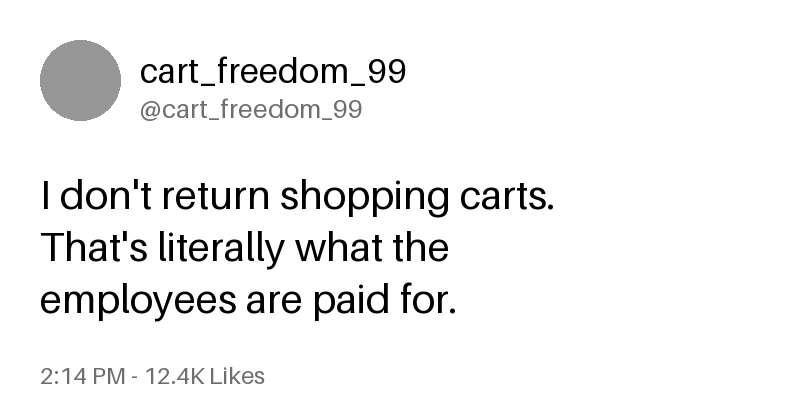 cart_freedom_99
@cart_freedom_99
I don't return shopping carts.
That's literally what the
employees are paid for.
2:14 PM - 12.4K Likes